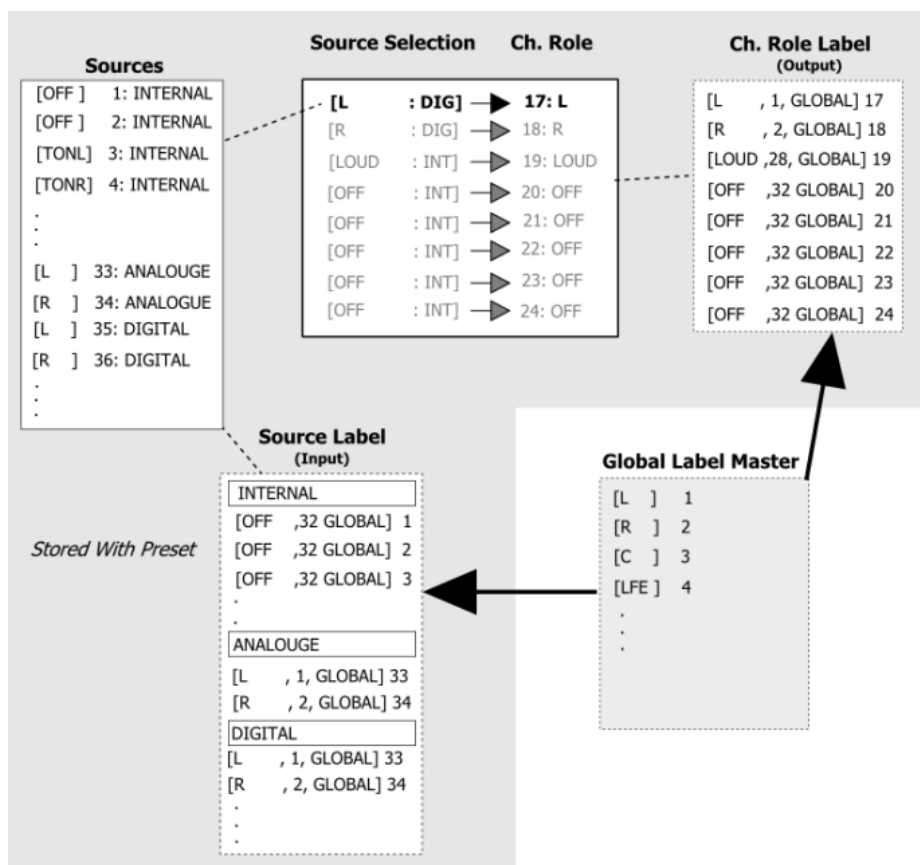 Sources
[OFF ] 1: INTERNAL
[OFF ] 2: INTERNAL
[TONL] 3: INTERNAL
[TONR] 4: INTERNAL
.
.
.
[L ] 33: ANALOUGE
[R ] 34: ANALOGUE
[L ] 35: DIGITAL
[R ] 36: DIGITAL
.
.
.
Source Selection Ch. Role
[L : DIG] 17: L
[R : DIG] 18: R
[LOUD : INT] 19: LOUD
[OFF : INT] 20: OFF
[OFF : INT] 21: OFF
[OFF : INT] 22: OFF
[OFF : INT] 23: OFF
[OFF : INT] 24: OFF
Ch. Role Label
(Output)
[L , 1, GLOBAL] 17
[R , 2, GLOBAL] 18
[LOUD ,28, GLOBAL] 19
[OFF ,32 GLOBAL] 20
[OFF ,32 GLOBAL] 21
[OFF ,32 GLOBAL] 22
[OFF ,32 GLOBAL] 23
[OFF ,32 GLOBAL] 24
Source Label
(Input)
INTERNAL
[OFF ,32 GLOBAL] 1
[OFF ,32 GLOBAL] 2
[OFF ,32 GLOBAL] 3
.
.
ANALOUGE
[L , 1, GLOBAL] 33
[R , 2, GLOBAL] 34
DIGITAL
[L , 1, GLOBAL] 33
[R , 2, GLOBAL] 34
.
.
.
Stored With Preset
Global Label Master
[L ] 1
[R ] 2
[C ] 3
[LFE ] 4
.
.
.